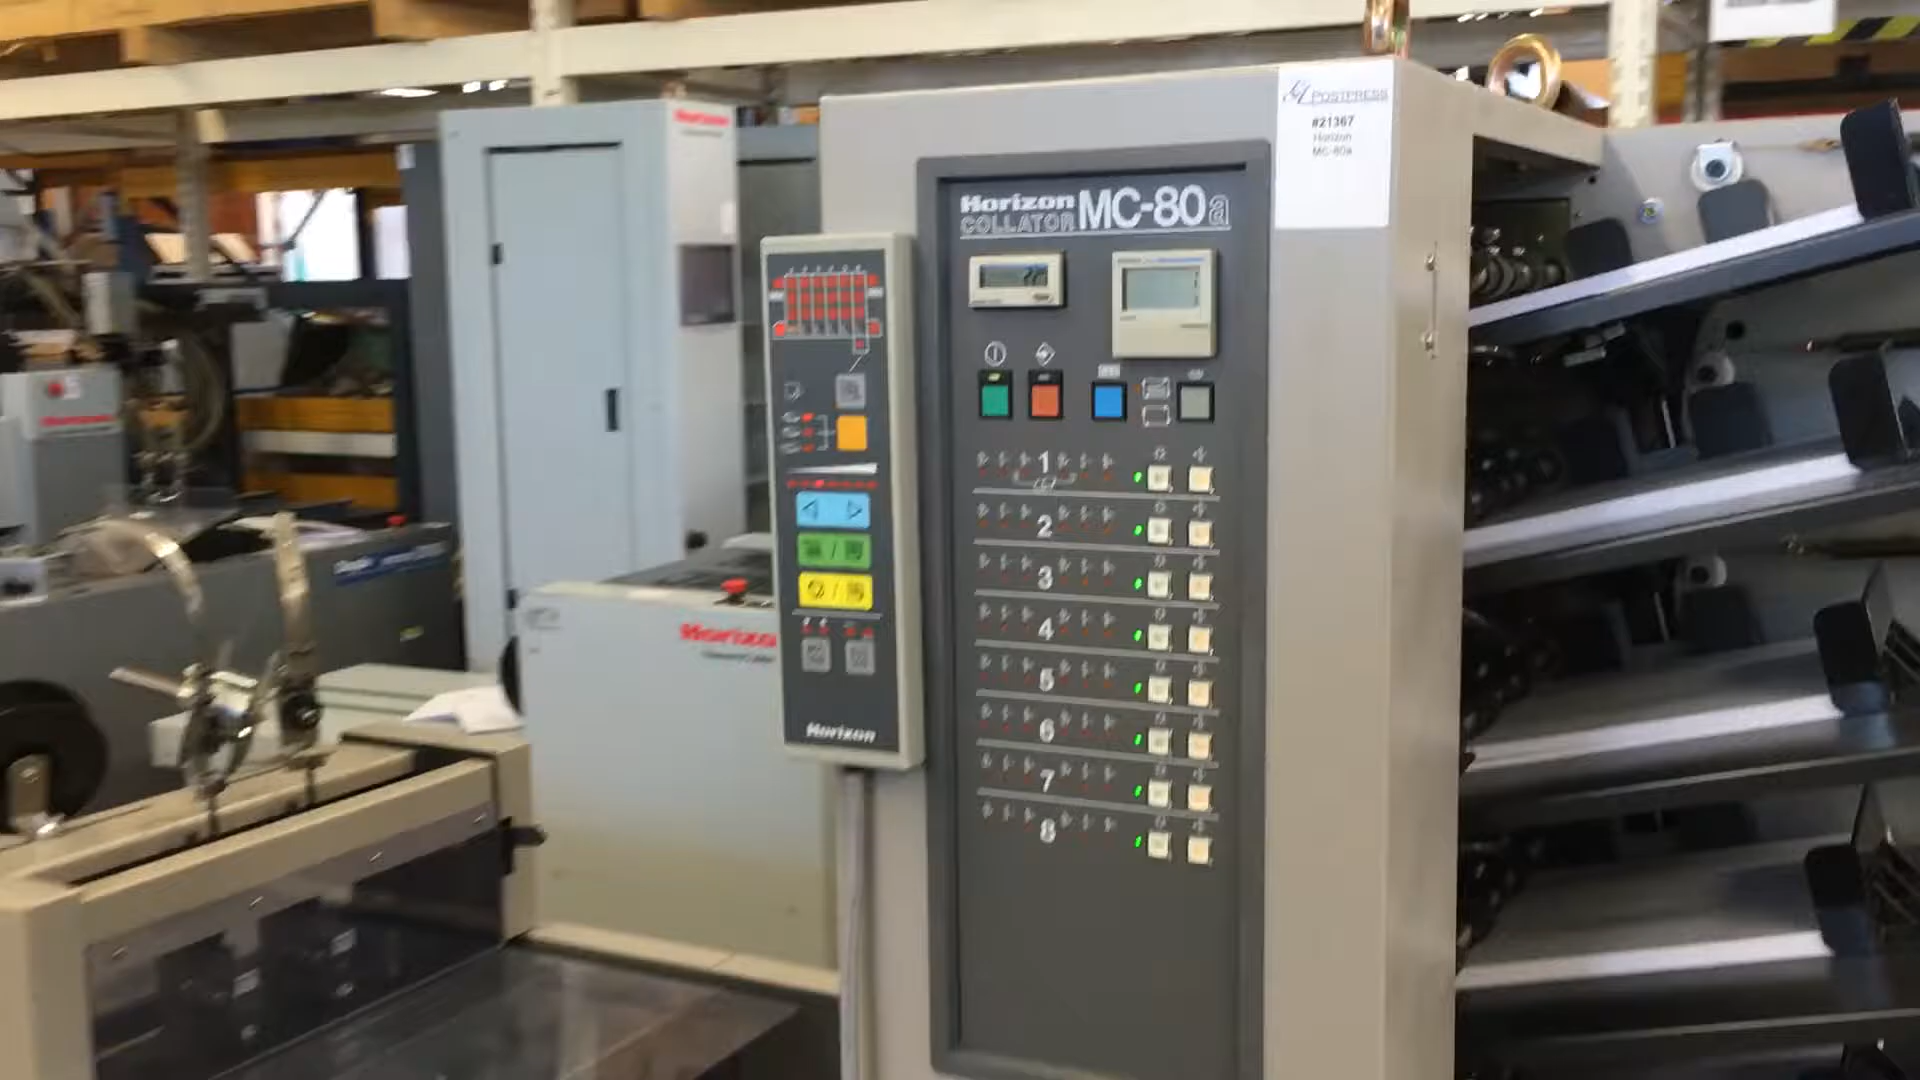 Horizon
POSTPRESS
#21367
Horizon
MC-80a
Horizon
COLLATOR MC-80a
1
2
3
4
5
6
7
8
Horizon
Horizon